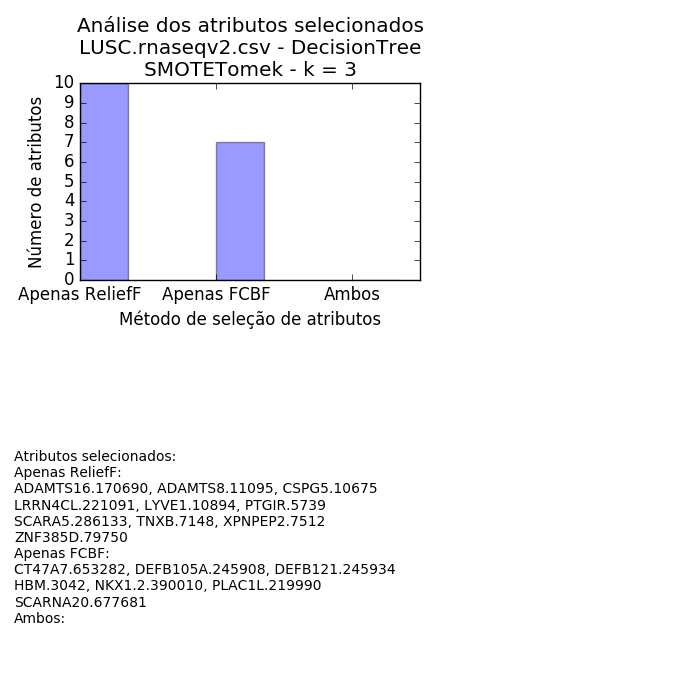 Análise dos atributos selecionados
LUSC.rnaseqv2.csv - DecisionTree
SMOTETomek - k = 3
10
9
8
7
6
5
4
3
2
1
0
Número de atributos
Apenas ReliefF
Apenas FCBF
Ambos
Método de seleção de atributos
Atributos selecionados:
Apenas ReliefF:
ADAMTS16.170690, ADAMTS8.11095, CSPG5.10675
LRRN4CL.221091, LYVE1.10894, PTGIR.5739
SCARA5.286133, TNXB.7148, XPNPEP2.7512
ZNF385D.79750
Apenas FCBF:
CT47A7.653282, DEFB105A.245908, DEFB121.245934
HBM.3042, NKX1.2.390010, PLAC1L.219990
SCARNA20.677681
Ambos: